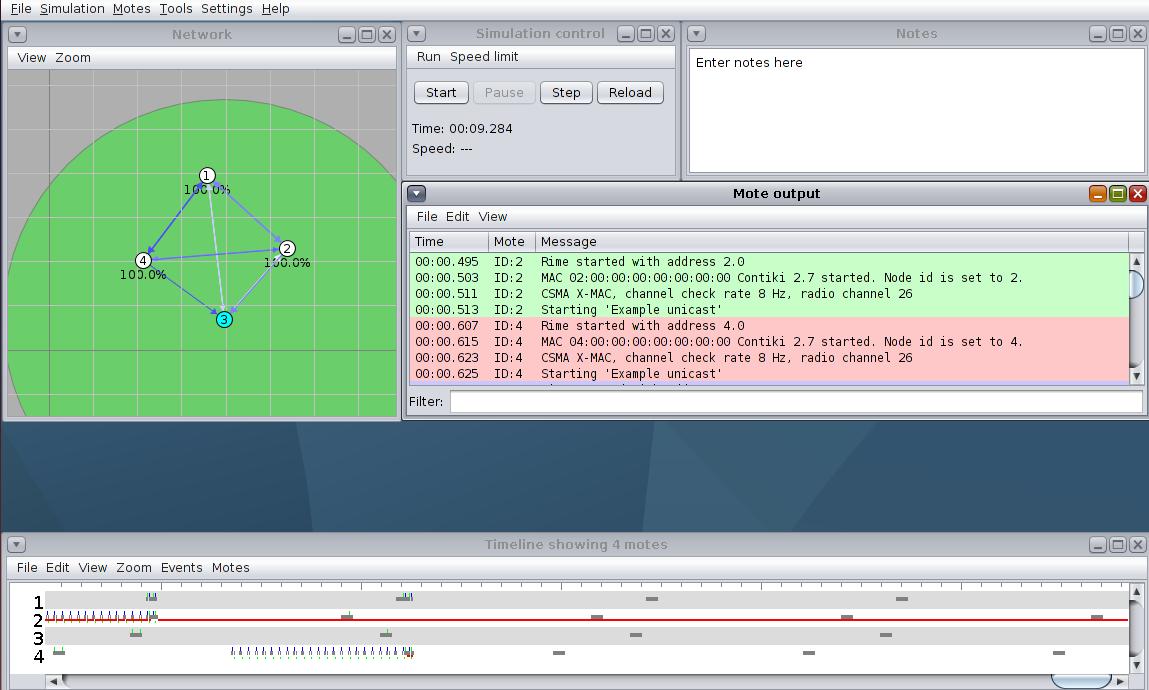 File Simulation Motes Tools Settings Help
Network
View Zoom
1
100.0%
2
100.0%
4
100.0%
3
Simulation control
Run Speed limit
Start Pause Step Reload
Time: 00:09.284
Speed: ---
Notes
Enter notes here
Mote output
File Edit View
Time Mote Message
00:00.495 ID:2 Rime started with address 2.0
00:00.503 ID:2 MAC 02:00:00:00:00:00:00:00 Contiki 2.7 started. Node id is set to 2.
00:00.511 ID:2 CSMA X-MAC, channel check rate 8 Hz, radio channel 26
00:00.513 ID:2 Starting 'Example unicast'
00:00.607 ID:4 Rime started with address 4.0
00:00.615 ID:4 MAC 04:00:00:00:00:00:00:00 Contiki 2.7 started. Node id is set to 4.
00:00.623 ID:4 CSMA X-MAC, channel check rate 8 Hz, radio channel 26
00:00.625 ID:4 Starting 'Example unicast'
Filter:
Timeline showing 4 motes
File Edit View Zoom Events Motes
1
2
3
4